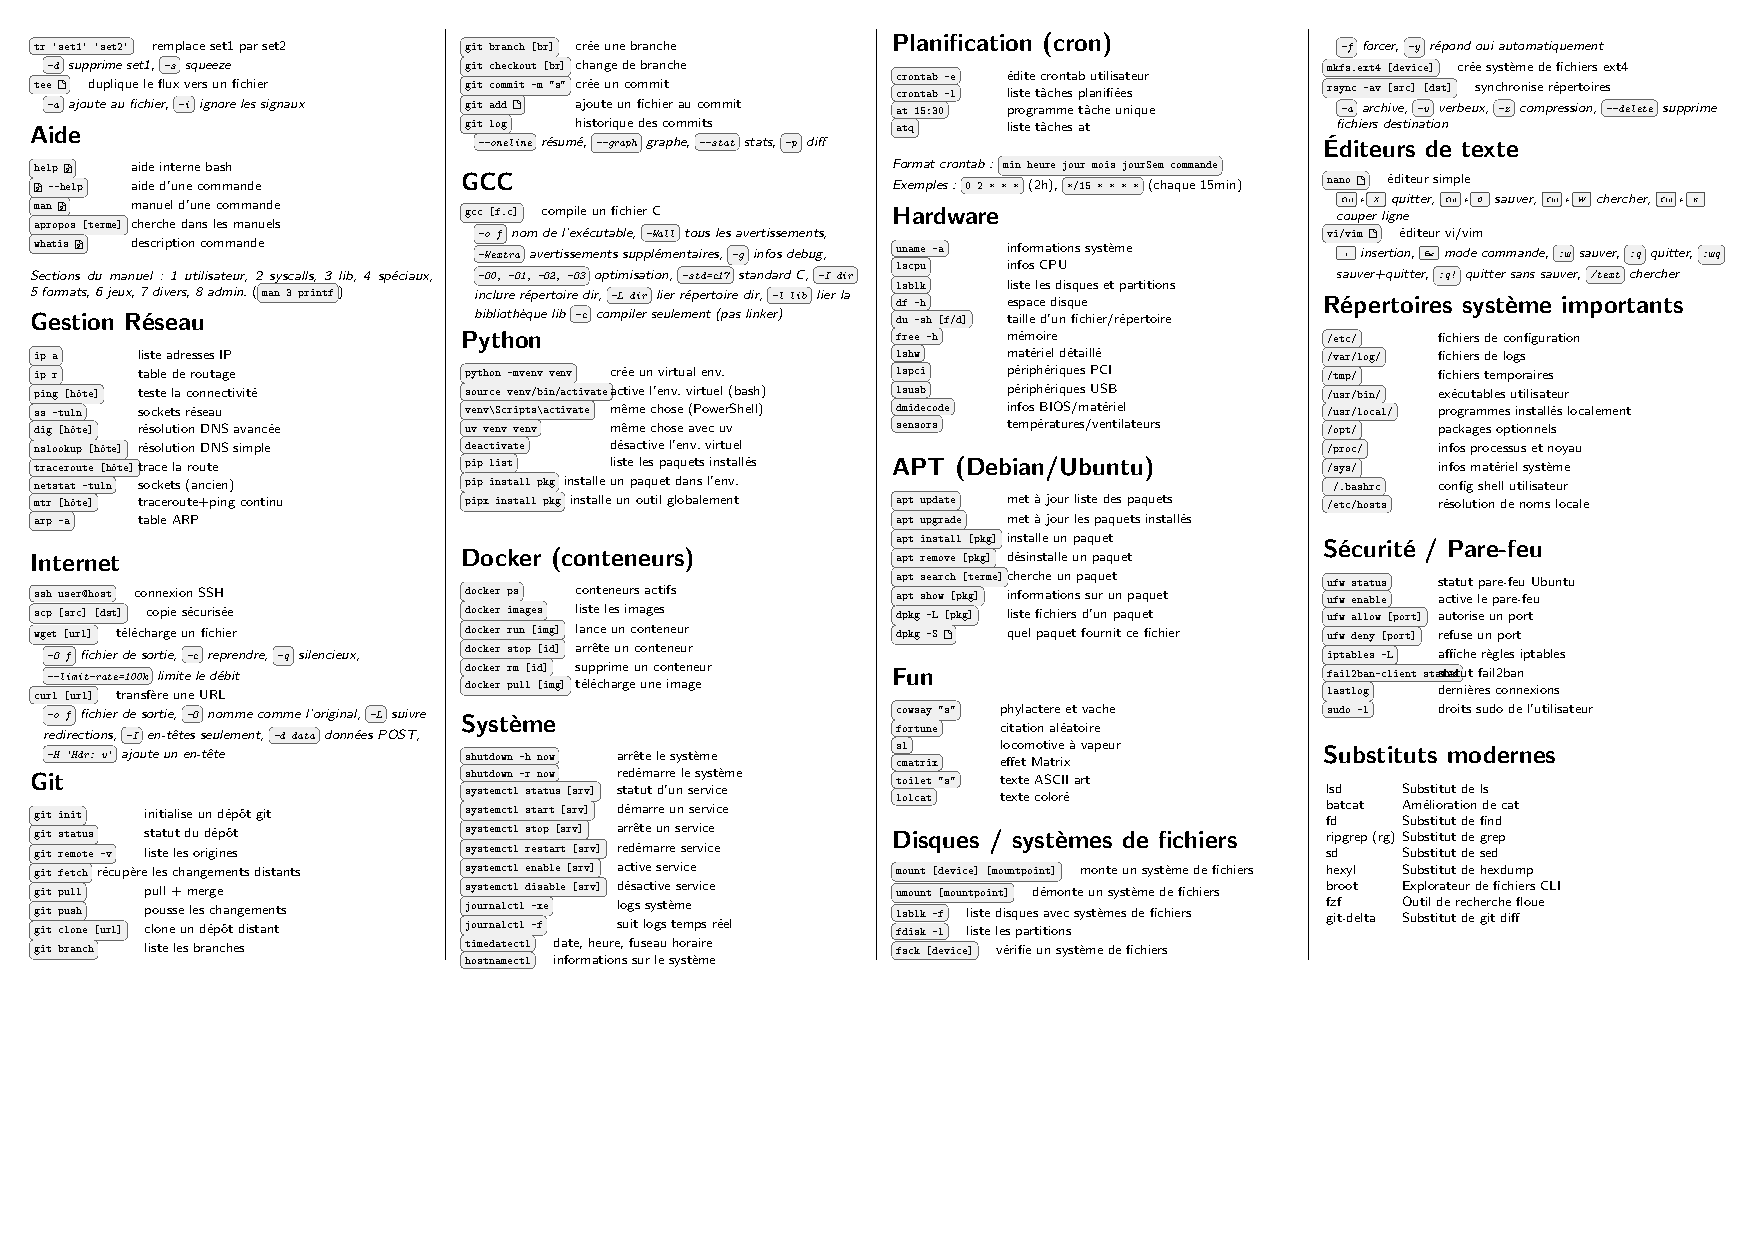 tr 'set1' 'set2' remplace set1 par set2
-d supprime set1, -s squeeze
tee duplique le flux vers un fichier
-a ajoute au fichier, -i ignore les signaux
Aide
help aide interne bash
--help aide d'une commande
man manuel d'une commande
apropos [terme] cherche dans les manuels
whatis description commande
Sections du manuel : 1 utilisateur, 2 syscalls, 3 lib, 4 spéciaux,
5 formats, 6 jeux, 7 divers, 8 admin. (man 3 printf)
Gestion Réseau
ip a liste adresses IP
ip r table de routage
ping [hôte] teste la connectivité
ss -tuln sockets réseau
dig [hôte] résolution DNS avancée
nslookup [hôte] résolution DNS simple
traceroute [hôte] trace la route
netstat -tuln sockets (ancien)
mtr [hôte] traceroute+ping continu
arp -a table ARP
Internet
ssh user@host connexion SSH
scp [src] [dst] copie sécurisée
wget [url] télécharge un fichier
-O f fichier de sortie, -c reprendre, -q silencieux,
--limit-rate=100k limite le débit
curl [url] transfère une URL
-o f fichier de sortie, -O nomme comme l'original, -L suivre
redirections, -I en-têtes seulement, -d data données POST,
-H 'Hdr: v' ajoute un en-tête
Git
git init initialise un dépôt git
git status statut du dépôt
git remote -v liste les origines
git fetch récupère les changements distants
git pull pull + merge
git push pousse les changements
git clone [url] clone un dépôt distant
git branch liste les branches
git branch [br] crée une branche
git checkout [br] change de branche
git commit -m "s" crée un commit
git add ajoute un fichier au commit
git log historique des commits
--oneline résumé, --graph graphe, --stat stats, -p diff
GCC
gcc [f.c] compile un fichier C
-o f nom de l'exécutable, -Wall tous les avertissements,
-Wextra avertissements supplémentaires, -g infos debug,
-O0, -O1, -O2, -O3 optimisation, -std=c17 standard C, -I dir
inclure répertoire dir, -L dir lier répertoire dir, -l lib lier la
bibliothèque lib -c compiler seulement (pas linker)
Python
python -mvenv venv crée un virtual env.
source venv/bin/activate active l'env. virtuel (bash)
venv\Scripts\activate même chose (PowerShell)
uv venv venv même chose avec uv
deactivate désactive l'env. virtuel
pip list liste les paquets installés
pip install pkg installe un paquet dans l'env.
pipx install pkg installe un outil globalement
Docker (conteneurs)
docker ps conteneurs actifs
docker images liste les images
docker run [img] lance un conteneur
docker stop [id] arrête un conteneur
docker rm [id] supprime un conteneur
docker pull [img] télécharge une image
Système
shutdown -h now arrête le système
shutdown -r now redémarre le système
systemctl status [srv] statut d'un service
systemctl start [srv] démarre un service
systemctl stop [srv] arrête un service
systemctl restart [srv] redémarre service
systemctl enable [srv] active service
systemctl disable [srv] désactive service
journalctl -xe logs système
journalctl -f suit logs temps réel
timedatectl date, heure, fuseau horaire
hostnamectl informations sur le système
Planification (cron)
crontab -e édite crontab utilisateur
crontab -l liste tâches planifiées
at 15:30 programme tâche unique
atq liste tâches at
Format crontab : min heure jour mois jourSem commande
Exemples : 0 2 * * * (2h), */15 * * * * (chaque 15min)
Hardware
uname -a informations système
lscpu infos CPU
lsblk liste les disques et partitions
df -h espace disque
du -sh [f/d] taille d'un fichier/répertoire
free -h mémoire
lshw matériel détaillé
lspci périphériques PCI
lsusb périphériques USB
dmidecode infos BIOS/matériel
sensors températures/ventilateurs
APT (Debian/Ubuntu)
apt update met à jour liste des paquets
apt upgrade met à jour les paquets installés
apt install [pkg] installe un paquet
apt remove [pkg] désinstalle un paquet
apt search [terme] cherche un paquet
apt show [pkg] informations sur un paquet
dpkg -L [pkg] liste fichiers d'un paquet
dpkg -S quel paquet fournit ce fichier
Fun
cowsay "s" phylactere et vache
fortune citation aléatoire
sl locomotive à vapeur
cmatrix effet Matrix
toilet "s" texte ASCII art
lolcat texte coloré
Disques / systèmes de fichiers
mount [device] [mountpoint] monte un système de fichiers
umount [mountpoint] démonte un système de fichiers
lsblk -f liste disques avec systèmes de fichiers
fdisk -l liste les partitions
fsck [device] vérifie un système de fichiers
-f forcer, -y répond oui automatiquement
mkfs.ext4 [device] crée système de fichiers ext4
rsync -av [src] [dst] synchronise répertoires
-a archive, -v verbeux, -z compression, --delete supprime
fichiers destination
Éditeurs de texte
nano éditeur simple
Ctrl + X quitter, Ctrl + O sauver, Ctrl + W chercher, Ctrl + K
couper ligne
vi/vim éditeur vi/vim
i insertion, Esc mode commande, :w sauver, :q quitter, :wq
sauver+quitter, :q! quitter sans sauver, /text chercher
Répertoires système importants
/etc/ fichiers de configuration
/var/log/ fichiers de logs
/tmp/ fichiers temporaires
/usr/bin/ exécutables utilisateur
/usr/local/ programmes installés localement
/opt/ packages optionnels
/proc/ infos processus et noyau
/sys/ infos matériel système
/.bashrc config shell utilisateur
/etc/hosts résolution de noms locale
Sécurité / Pare-feu
ufw status statut pare-feu Ubuntu
ufw enable active le pare-feu
ufw allow [port] autorise un port
ufw deny [port] refuse un port
iptables -L affiche règles iptables
fail2ban-client status statut fail2ban
lastlog dernières connexions
sudo -l droits sudo de l'utilisateur
Substituts modernes
lsd Substitut de ls
batcat Amélioration de cat
fd Substitut de find
ripgrep (rg) Substitut de grep
sd Substitut de sed
hexyl Substitut de hexdump
broot Explorateur de fichiers CLI
fzf Outil de recherche floue
git-delta Substitut de git diff